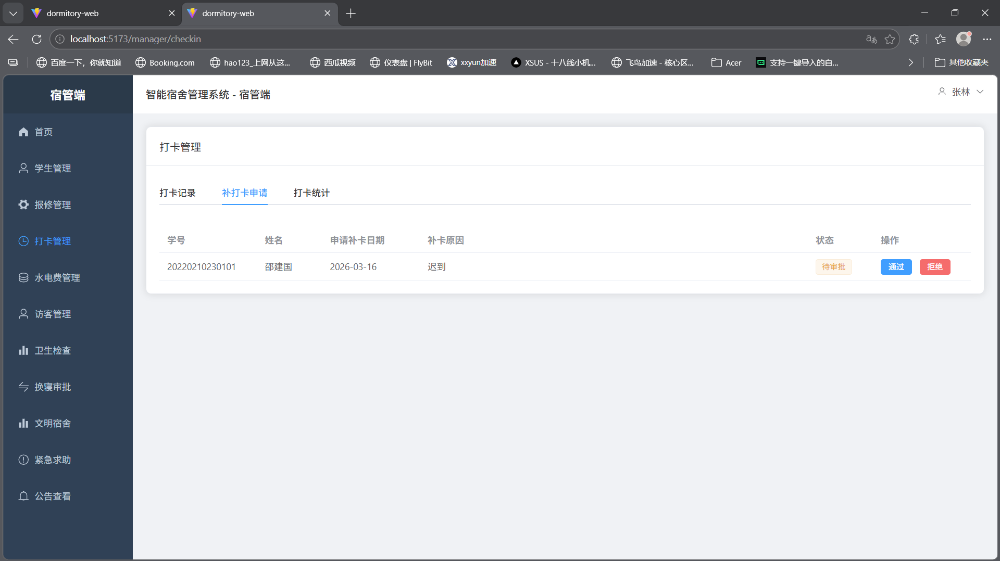 dormitory-web
dormitory-web
localhost:5173/manager/checkin
百度一下，你就知道
Booking.com
hao123_上网从这...
西瓜视频
仪表盘 | FlyBit
xxyun加速
XSUS - 十八线小机...
飞鸟加速 - 核心区...
Acer
支持一键导入的自...
其他收藏夹
宿管端
智能宿舍管理系统 - 宿管端
张林
首页
学生管理
报修管理
打卡管理
水电费管理
访客管理
卫生检查
换寝审批
文明宿舍
紧急求助
公告查看
打卡管理
打卡记录 补打卡申请 打卡统计
学号 姓名 申请补卡日期 补卡原因 状态 操作
20220210230101 邵建国 2026-03-16 迟到 待审批 通过 拒绝